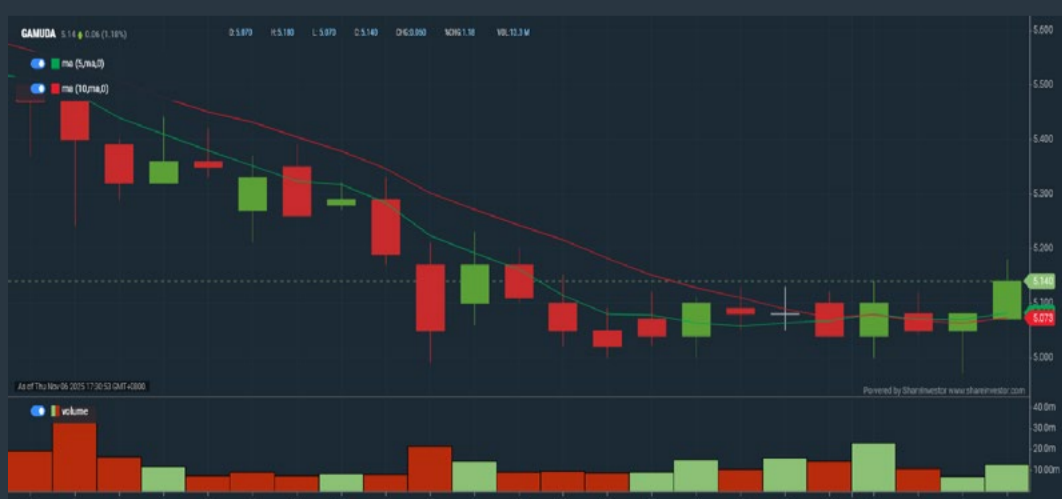 GAMUDA 5.14 0.06 (1.18%) O:5.070 H:5.180 L:5.070 C:5.140 CHG:0.060 %CHG:1.18 VOL:12.3 M
ma (5,ma,0)
ma (10,ma,0)
5.600
5.500
5.400
5.300
5.200
5.140
5.100
5.073
5.000
As of Thu Nov 06 2025 17:30:53 GMT+0800
Powered by ShareInvestor www.shareinvestor.com
volume
40.0m
30.0m
20.0m
10.00m